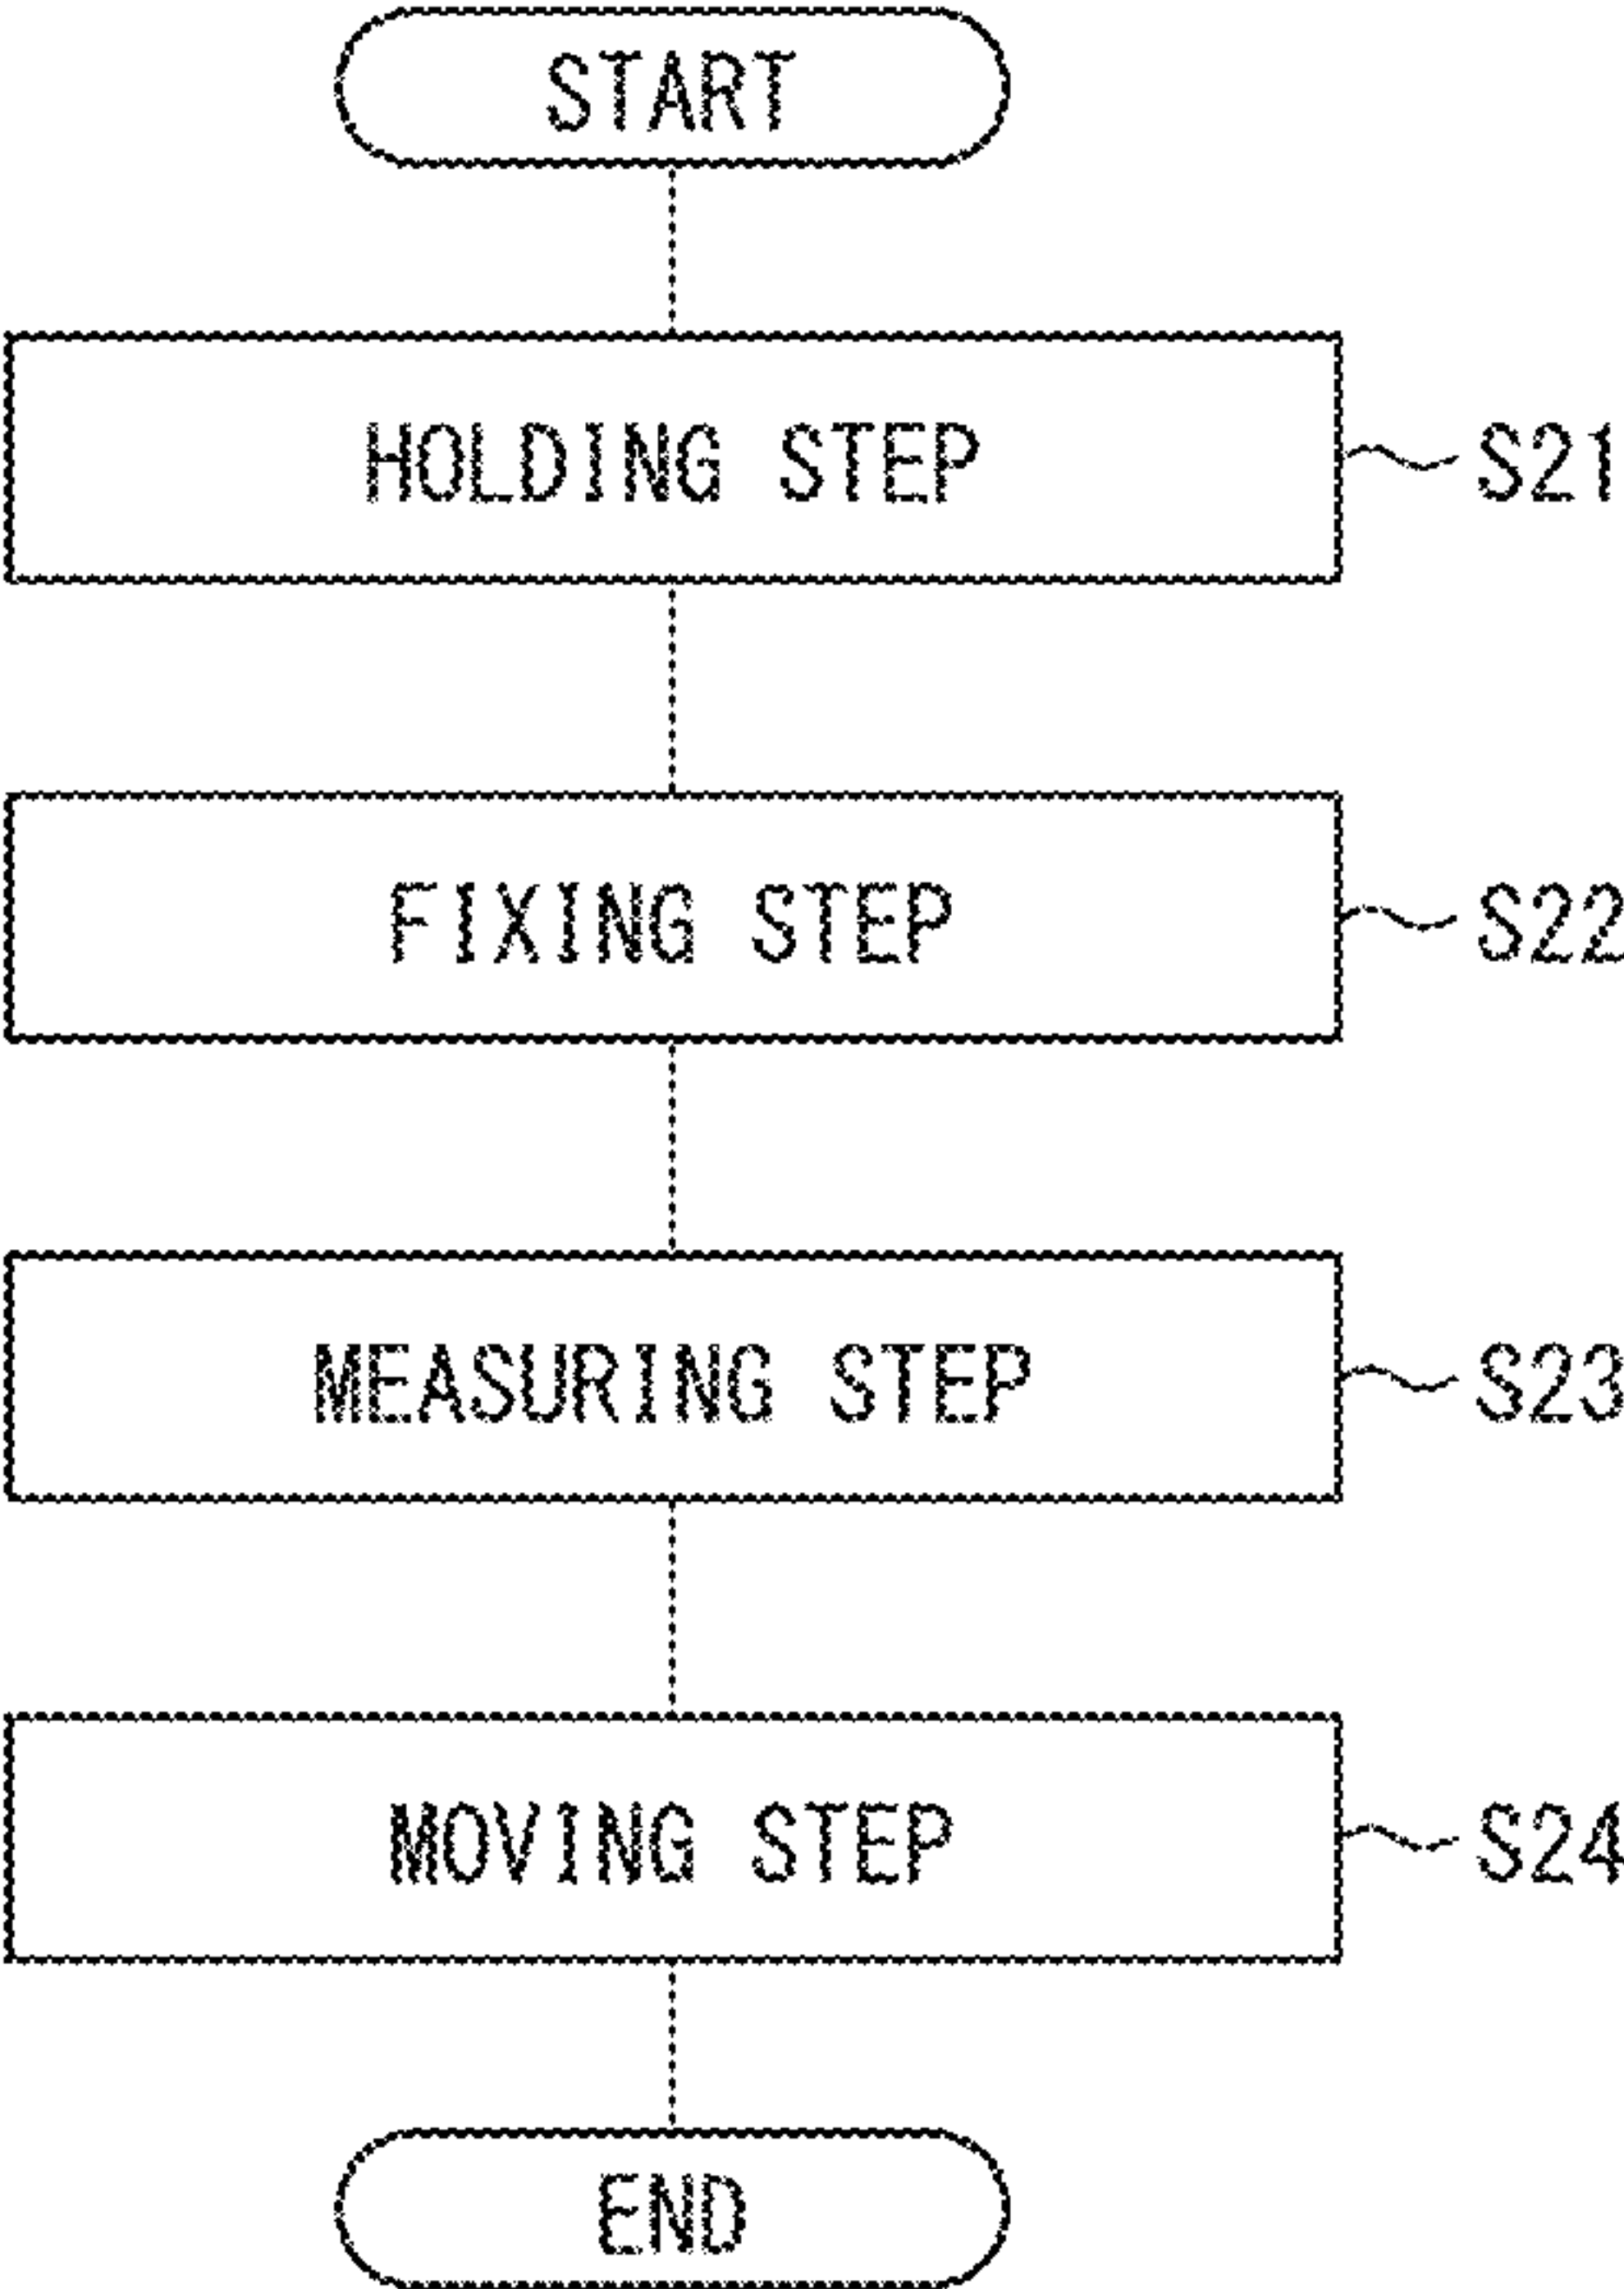 START
HOLDING STEP S21
FIXING STEP S22
MEASURING STEP S23
MOVING STEP S24
END